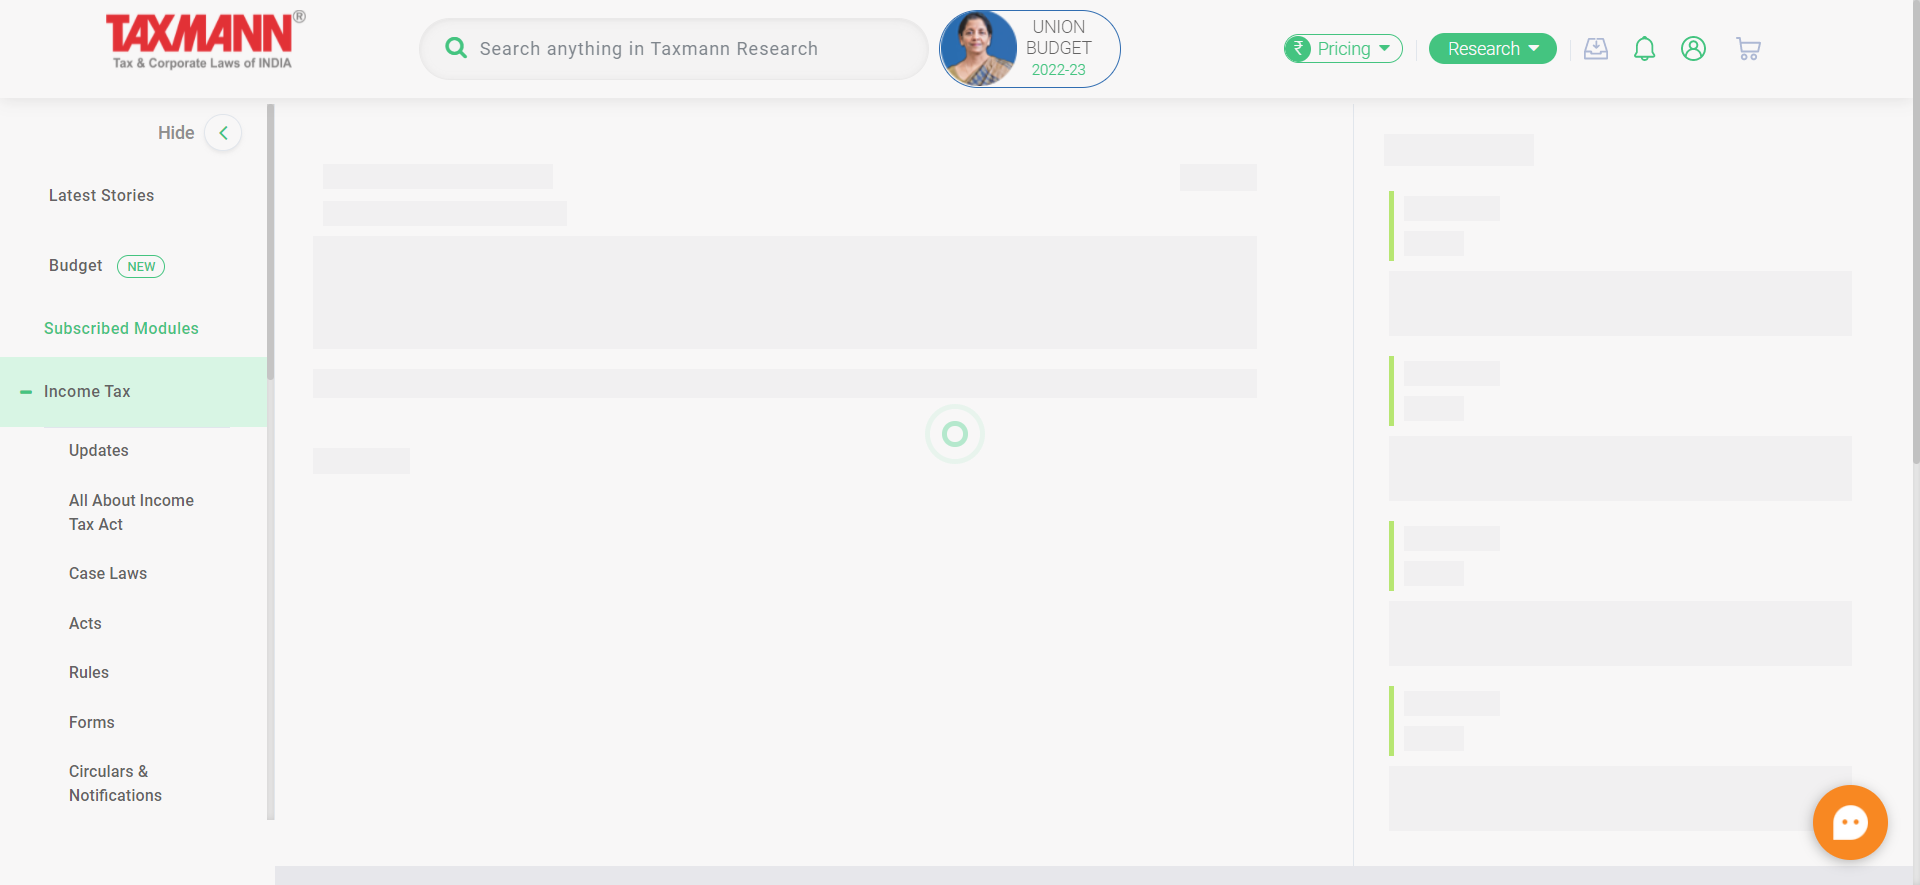 TAXMANN®
Tax & Corporate Laws of INDIA
Search anything in Taxmann Research
UNION
BUDGET
2022-23
₹ Pricing
Research
Hide
Latest Stories
Budget NEW
Subscribed Modules
Income Tax
Updates
All About Income
Tax Act
Case Laws
Acts
Rules
Forms
Circulars &
Notifications